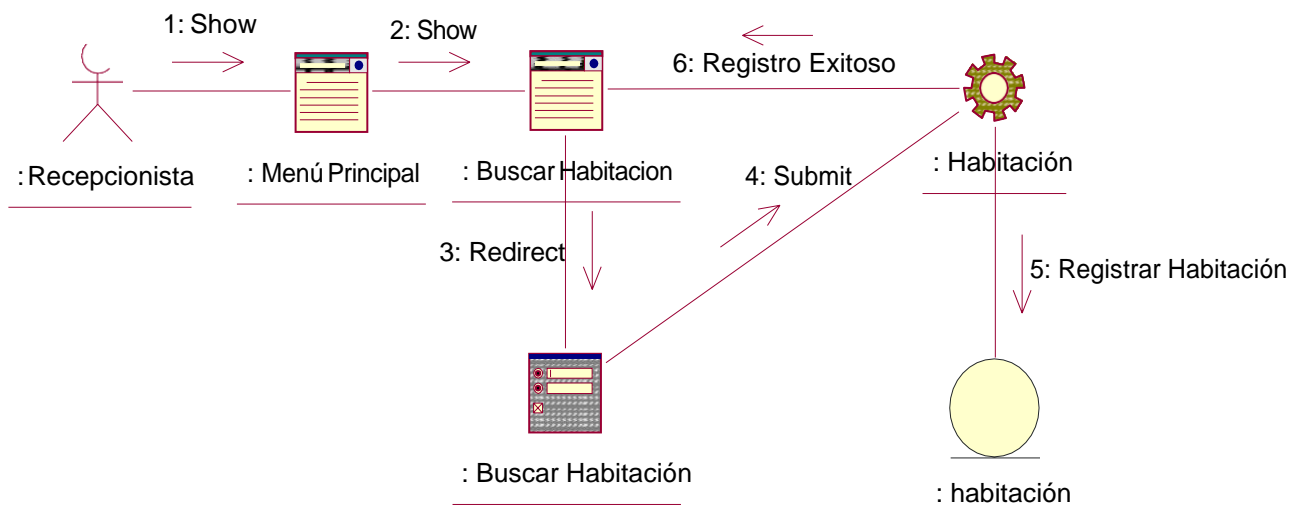 1: Show
2: Show
6: Registro Exitoso
: Recepcionista
: Menú Principal
: Buscar Habitacion
4: Submit
: Habitación
3: Redirect
5: Registrar Habitación
: Buscar Habitación
: habitación